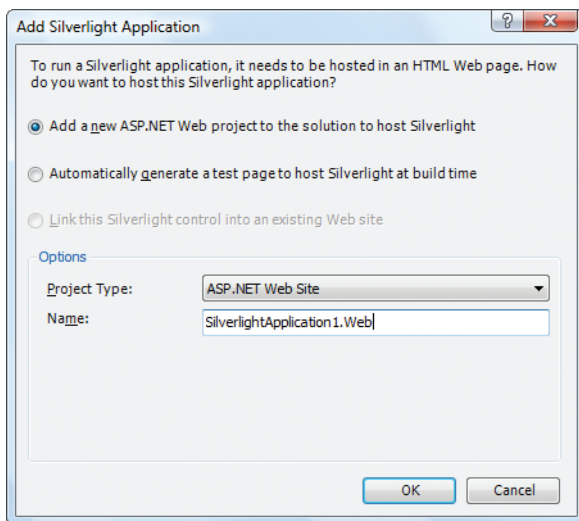 Add Silverlight Application
To run a Silverlight application, it needs to be hosted in an HTML Web page. How
do you want to host this Silverlight application?
Add a new ASP.NET Web project to the solution to host Silverlight
Automatically generate a test page to host Silverlight at build time
Link this Silverlight control into an existing Web site
Options
Project Type: ASP.NET Web Site
Name: SilverlightApplication1.Web
OK Cancel